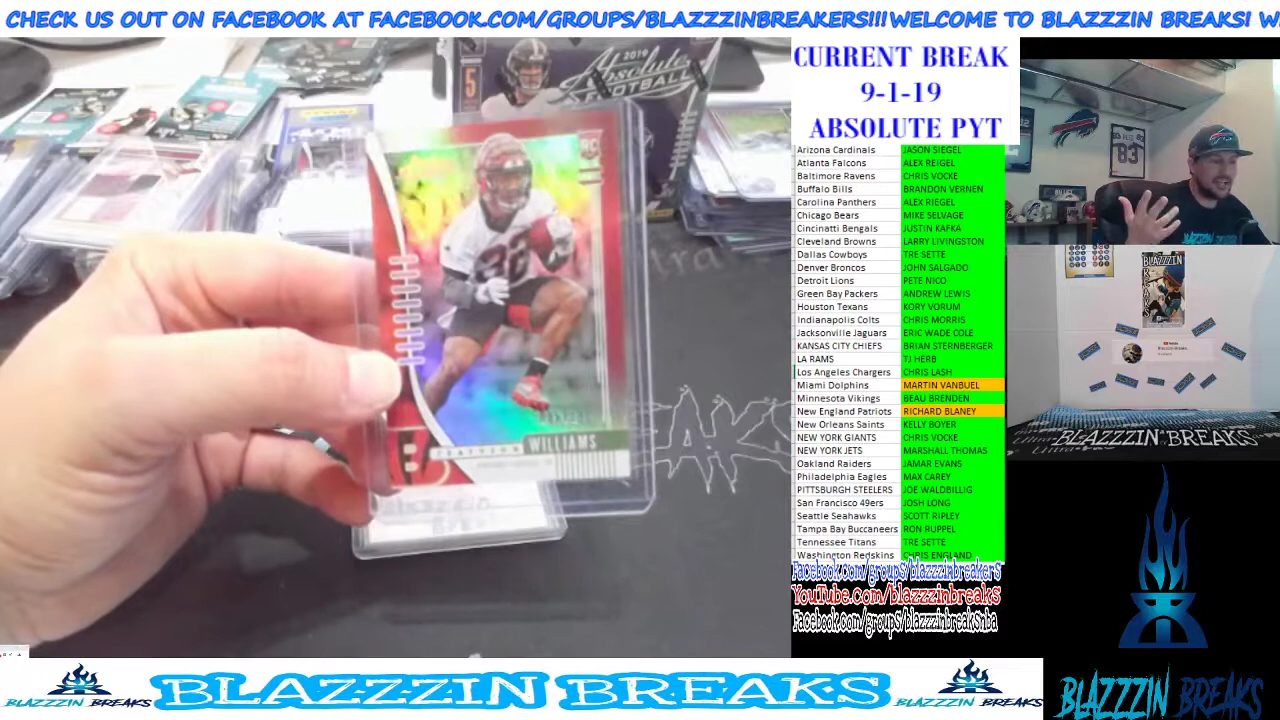 CHECK US OUT ON FACEBOOK AT FACEBOOK.COM/GROUPS/BLAZZZINBREAKERS!!! WELCOME TO BLAZZZIN BREAKS! W
2019
Absolute
FOOTBALL
5
RC
WILLIAMS
CURRENT BREAK
9-1-19
ABSOLUTE PYT
Arizona Cardinals JASON SIEGEL
Atlanta Falcons ALEX REIGEL
Baltimore Ravens CHRIS VOCKE
Buffalo Bills BRANDON VERNEN
Carolina Panthers ALEX RIEGEL
Chicago Bears MIKE SELVAGE
Cincinatti Bengals JUSTIN KAFKA
Cleveland Browns LARRY LIVINGSTON
Dallas Cowboys TRE SETTE
Denver Broncos JOHN SALGADO
Detroit Lions PETE NICO
Green Bay Packers ANDREW LEWIS
Houston Texans KORY VORUM
Indianapolis Colts CHRIS MORRIS
Jacksonville Jaguars ERIC WADE COLE
KANSAS CITY CHIEFS BRIAN STERNBERGER
LA RAMS TJ HERB
Los Angeles Chargers CHRIS LASH
Miami Dolphins MARTIN VANBUEL
Minnesota Vikings BEAU BRENDEN
New England Patriots RICHARD BLANEY
New Orleans Saints KELLY BOYER
NEW YORK GIANTS CHRIS VOCKE
NEW YORK JETS MARSHALL THOMAS
Oakland Raiders JAMAR EVANS
Philadelphia Eagles MAX CAREY
PITTSBURGH STEELERS JOE WALDBILLIG
San Francisco 49ers JOSH LONG
Seattle Seahawks SCOTT RIPLEY
Tampa Bay Buccaneers RON RUPPEL
Tennessee Titans TRE SETTE
Washington Redskins CHRIS ENGLAND
Facebook.com/groups/blazzzinbreakers
YouTube.com/blazzzinbreaks
Facebook.com/groups/blazzzinbreaksnba
83
BLAZZZIN
BLAZZZIN BREAKS
BLAZZZIN BREAKS
BLAZZZIN BREAKS
BLAZZZIN BREAKS
BLAZZZIN BREAKS